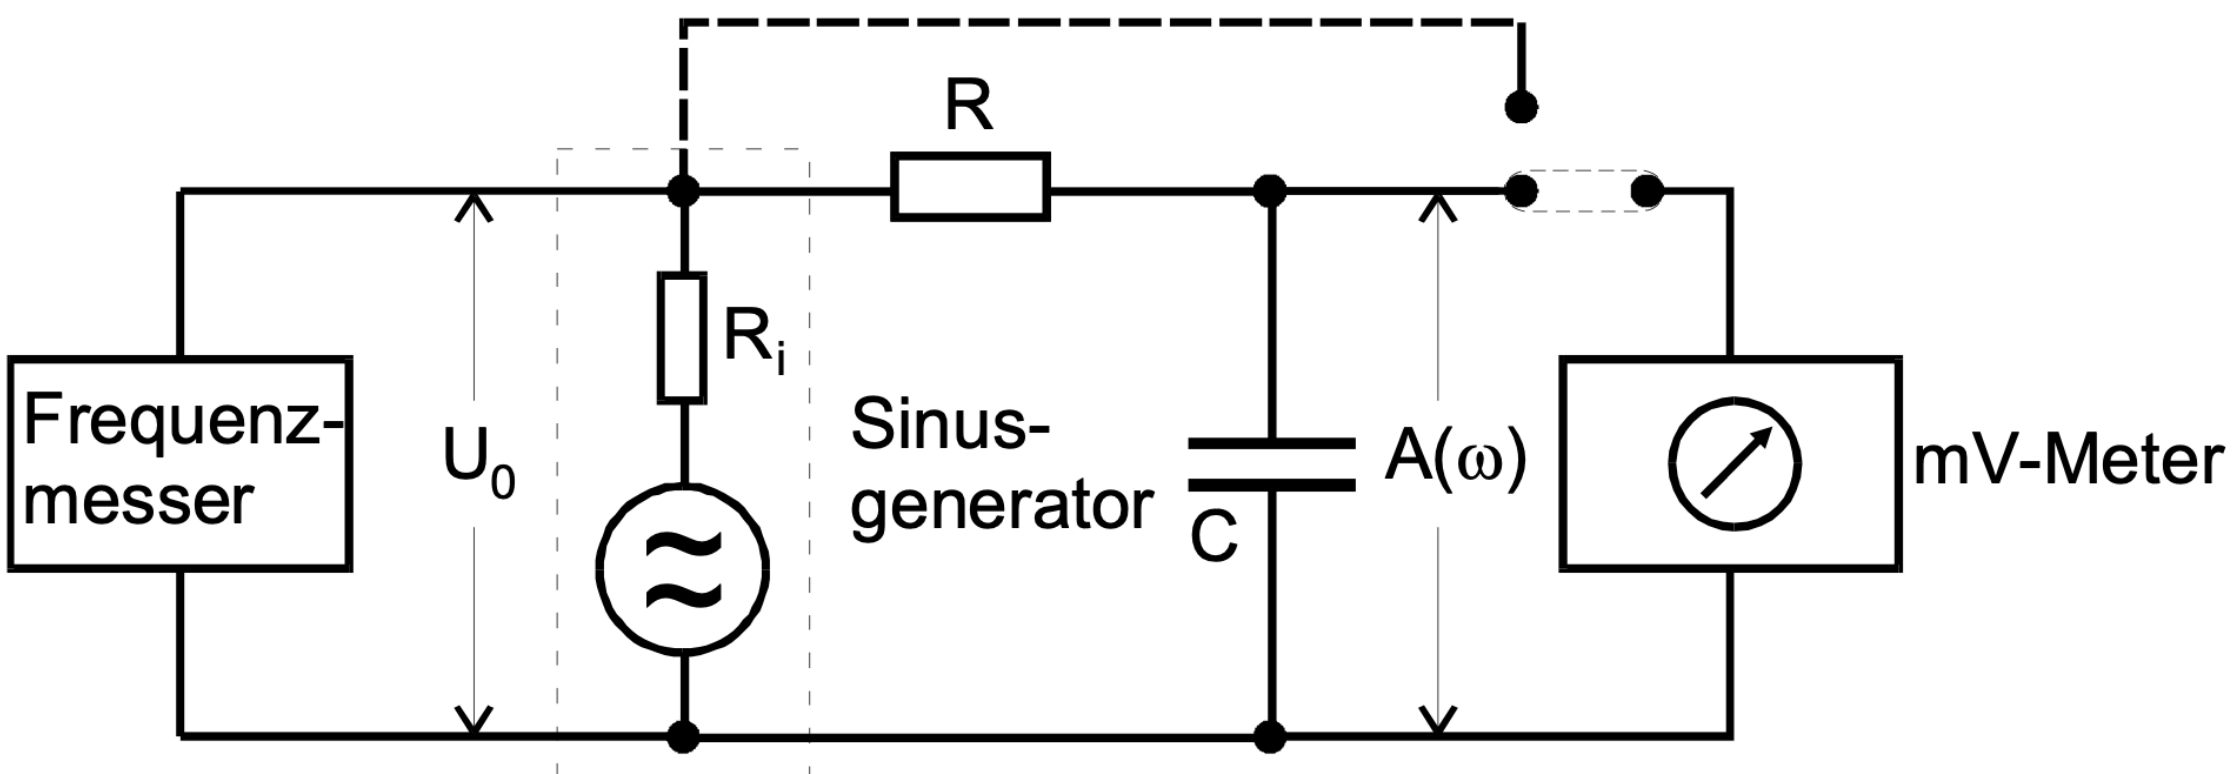 R
Frequenz-
messer
U₀
Rᵢ
Sinus-
generator
C
A(ω)
mV-Meter